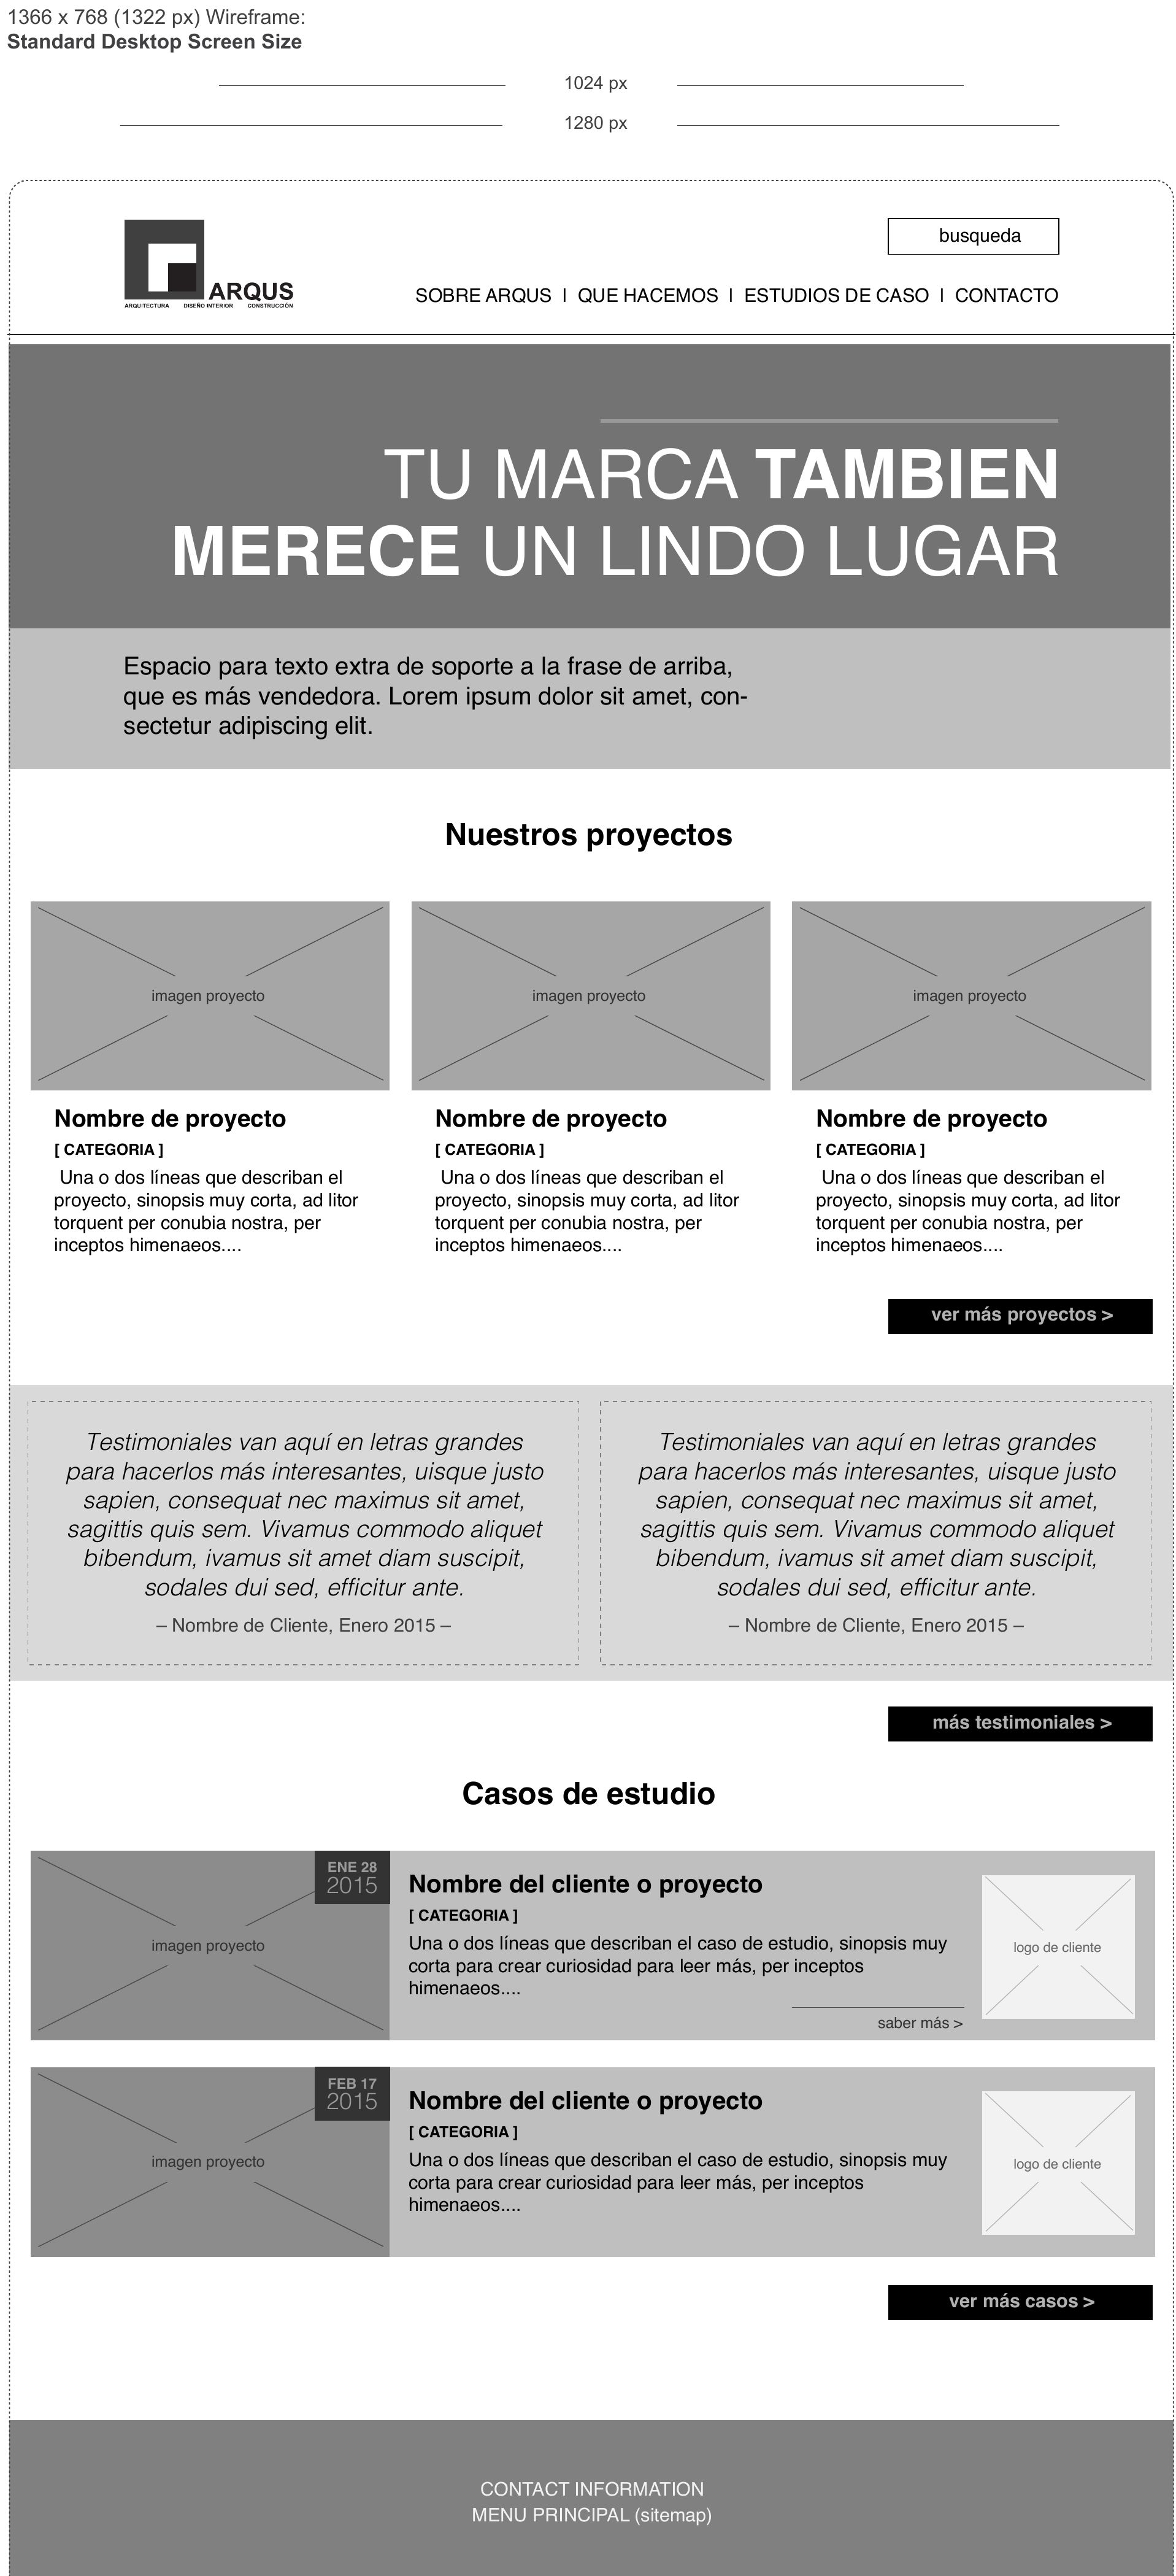 1366 x 768 (1322 px) Wireframe:
Standard Desktop Screen Size
1024 px
1280 px
busqueda
ARQUS
ARQUITECTURA DISEÑO INTERIOR CONSTRUCCIÓN
SOBRE ARQUS I QUE HACEMOS I ESTUDIOS DE CASO I CONTACTO
TU MARCA TAMBIEN
MERECE UN LINDO LUGAR
Espacio para texto extra de soporte a la frase de arriba,
que es más vendedora. Lorem ipsum dolor sit amet, con-
sectetur adipiscing elit.
Nuestros proyectos
imagen proyecto
Nombre de proyecto
[ CATEGORIA ]
Una o dos líneas que describan el
proyecto, sinopsis muy corta, ad litor
torquent per conubia nostra, per
inceptos himenaeos....
imagen proyecto
Nombre de proyecto
[ CATEGORIA ]
Una o dos líneas que describan el
proyecto, sinopsis muy corta, ad litor
torquent per conubia nostra, per
inceptos himenaeos....
imagen proyecto
Nombre de proyecto
[ CATEGORIA ]
Una o dos líneas que describan el
proyecto, sinopsis muy corta, ad litor
torquent per conubia nostra, per
inceptos himenaeos....
ver más proyectos >
Testimoniales van aquí en letras grandes
para hacerlos más interesantes, uisque justo
sapien, consequat nec maximus sit amet,
sagittis quis sem. Vivamus commodo aliquet
bibendum, ivamus sit amet diam suscipit,
sodales dui sed, efficitur ante.
– Nombre de Cliente, Enero 2015 –
Testimoniales van aquí en letras grandes
para hacerlos más interesantes, uisque justo
sapien, consequat nec maximus sit amet,
sagittis quis sem. Vivamus commodo aliquet
bibendum, ivamus sit amet diam suscipit,
sodales dui sed, efficitur ante.
– Nombre de Cliente, Enero 2015 –
más testimoniales >
Casos de estudio
imagen proyecto
ENE 28
2015
Nombre del cliente o proyecto
[ CATEGORIA ]
Una o dos líneas que describan el caso de estudio, sinopsis muy
corta para crear curiosidad para leer más, per inceptos
himenaeos....
saber más >
logo de cliente
imagen proyecto
FEB 17
2015
Nombre del cliente o proyecto
[ CATEGORIA ]
Una o dos líneas que describan el caso de estudio, sinopsis muy
corta para crear curiosidad para leer más, per inceptos
himenaeos....
logo de cliente
ver más casos >
CONTACT INFORMATION
MENU PRINCIPAL (sitemap)